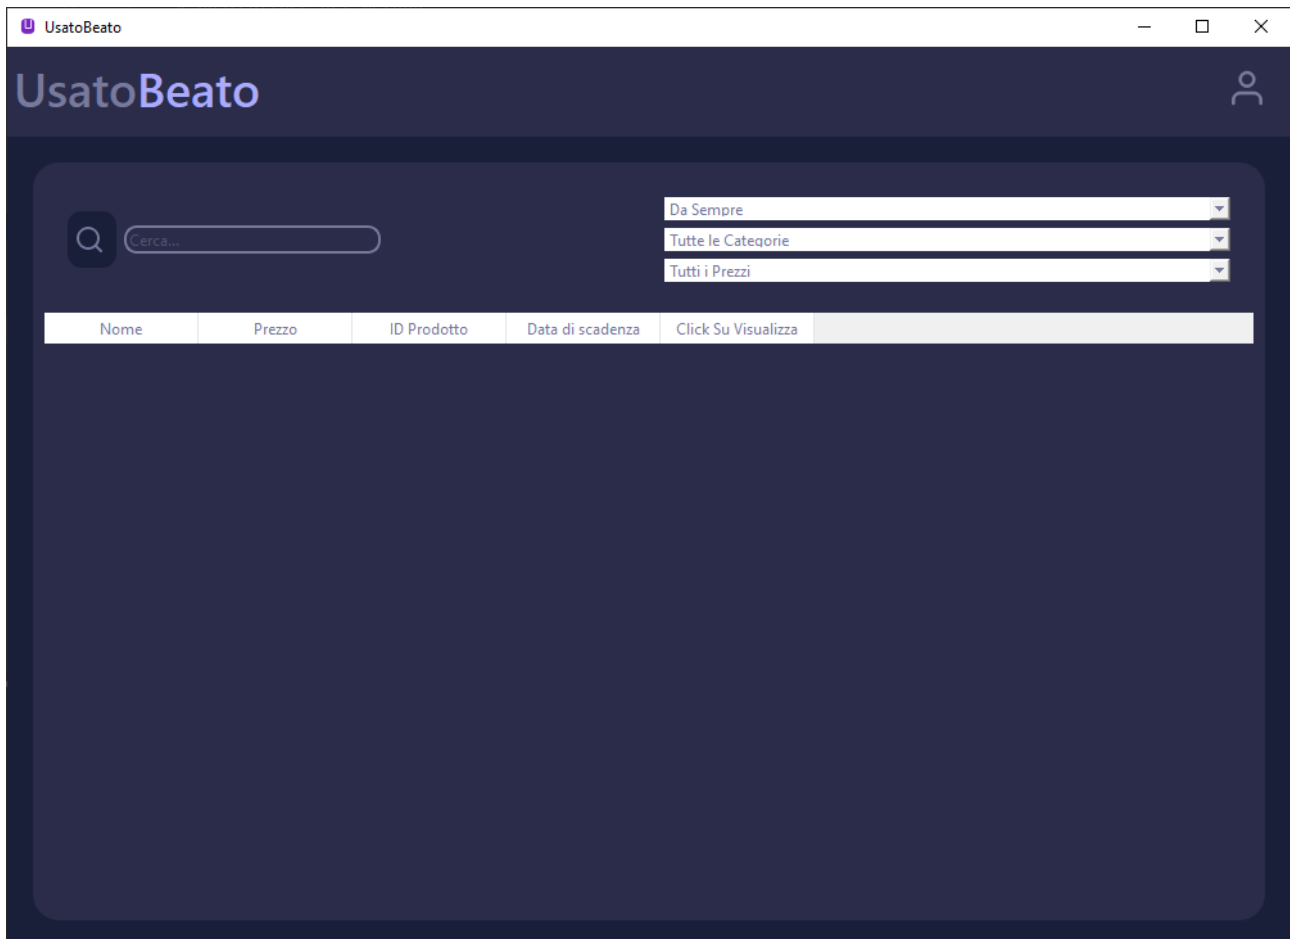 UsatoBeato
UsatoBeato
Cerca...
Da Sempre
Tutte le Categorie
Tutti i Prezzi
Nome Prezzo ID Prodotto Data di scadenza Click Su Visualizza